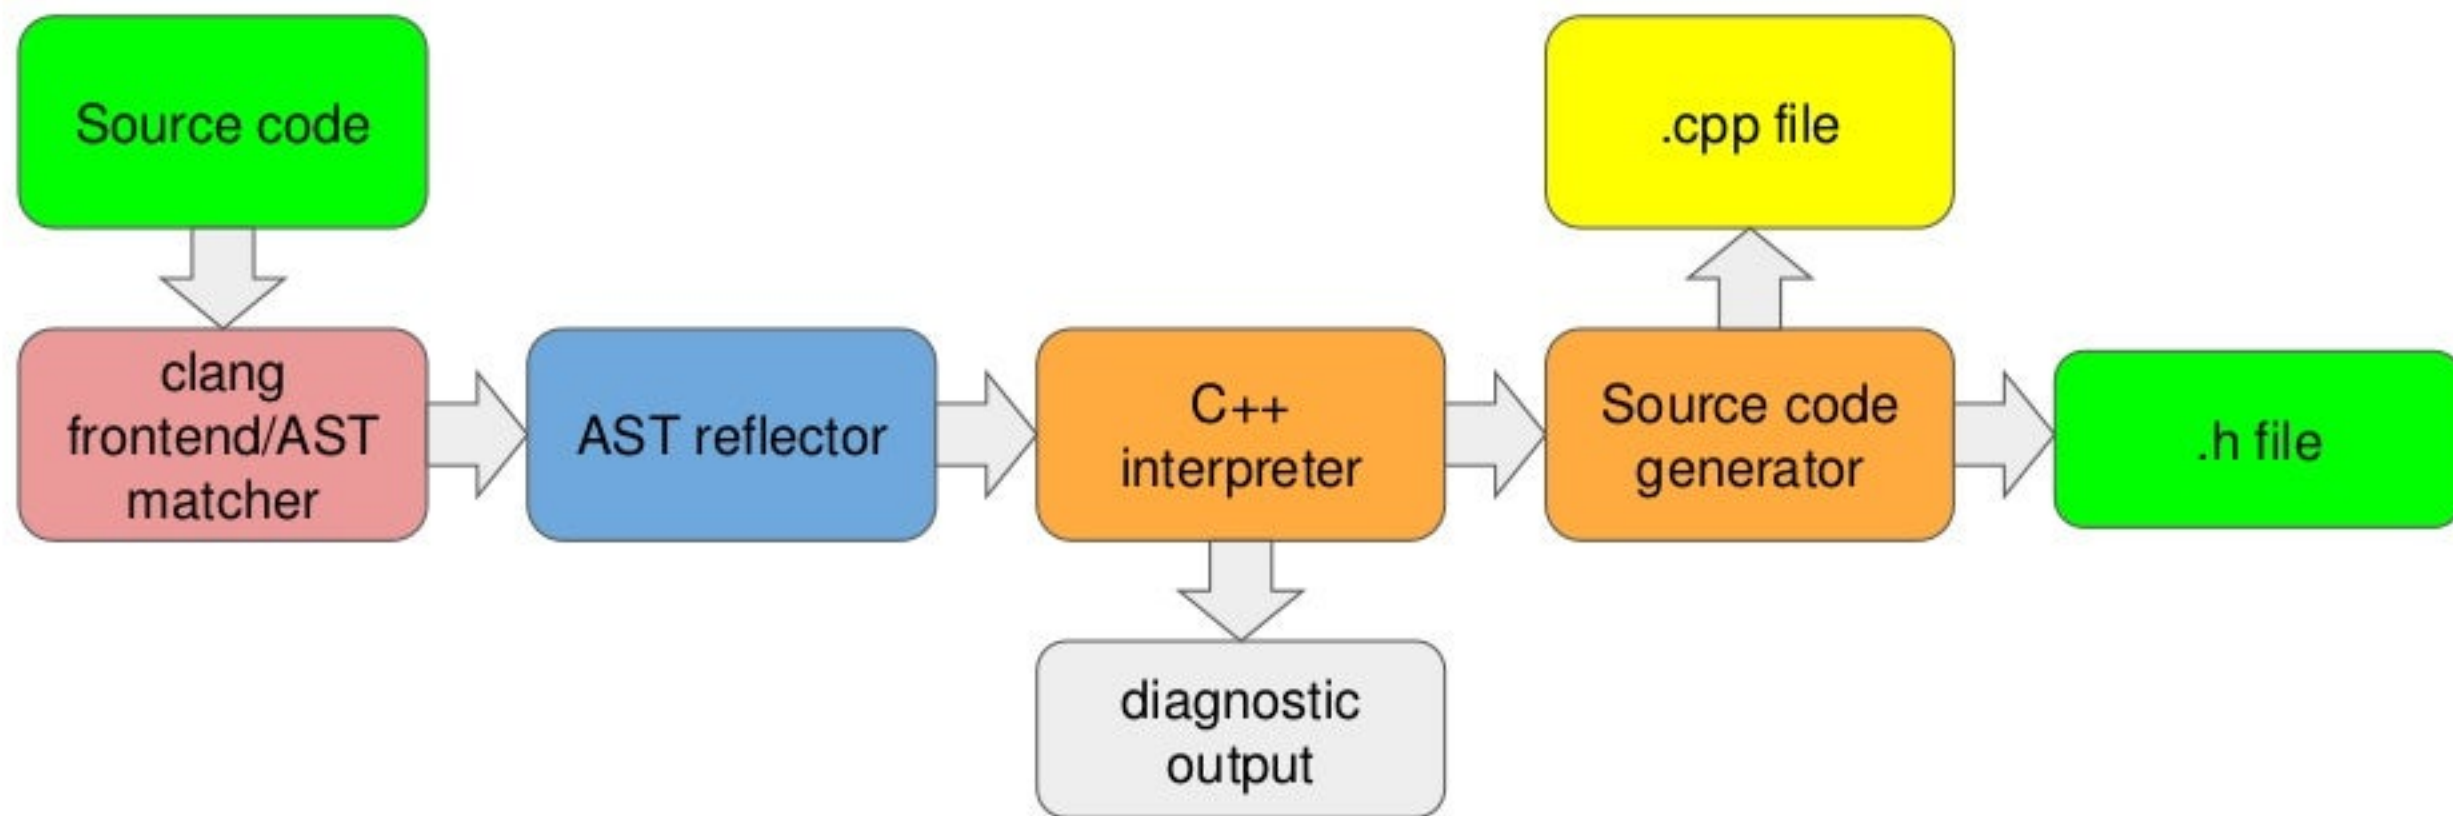 Source code
.cpp file
clang
frontend/AST
matcher
AST reflector
C++
interpreter
Source code
generator
.h file
diagnostic
output